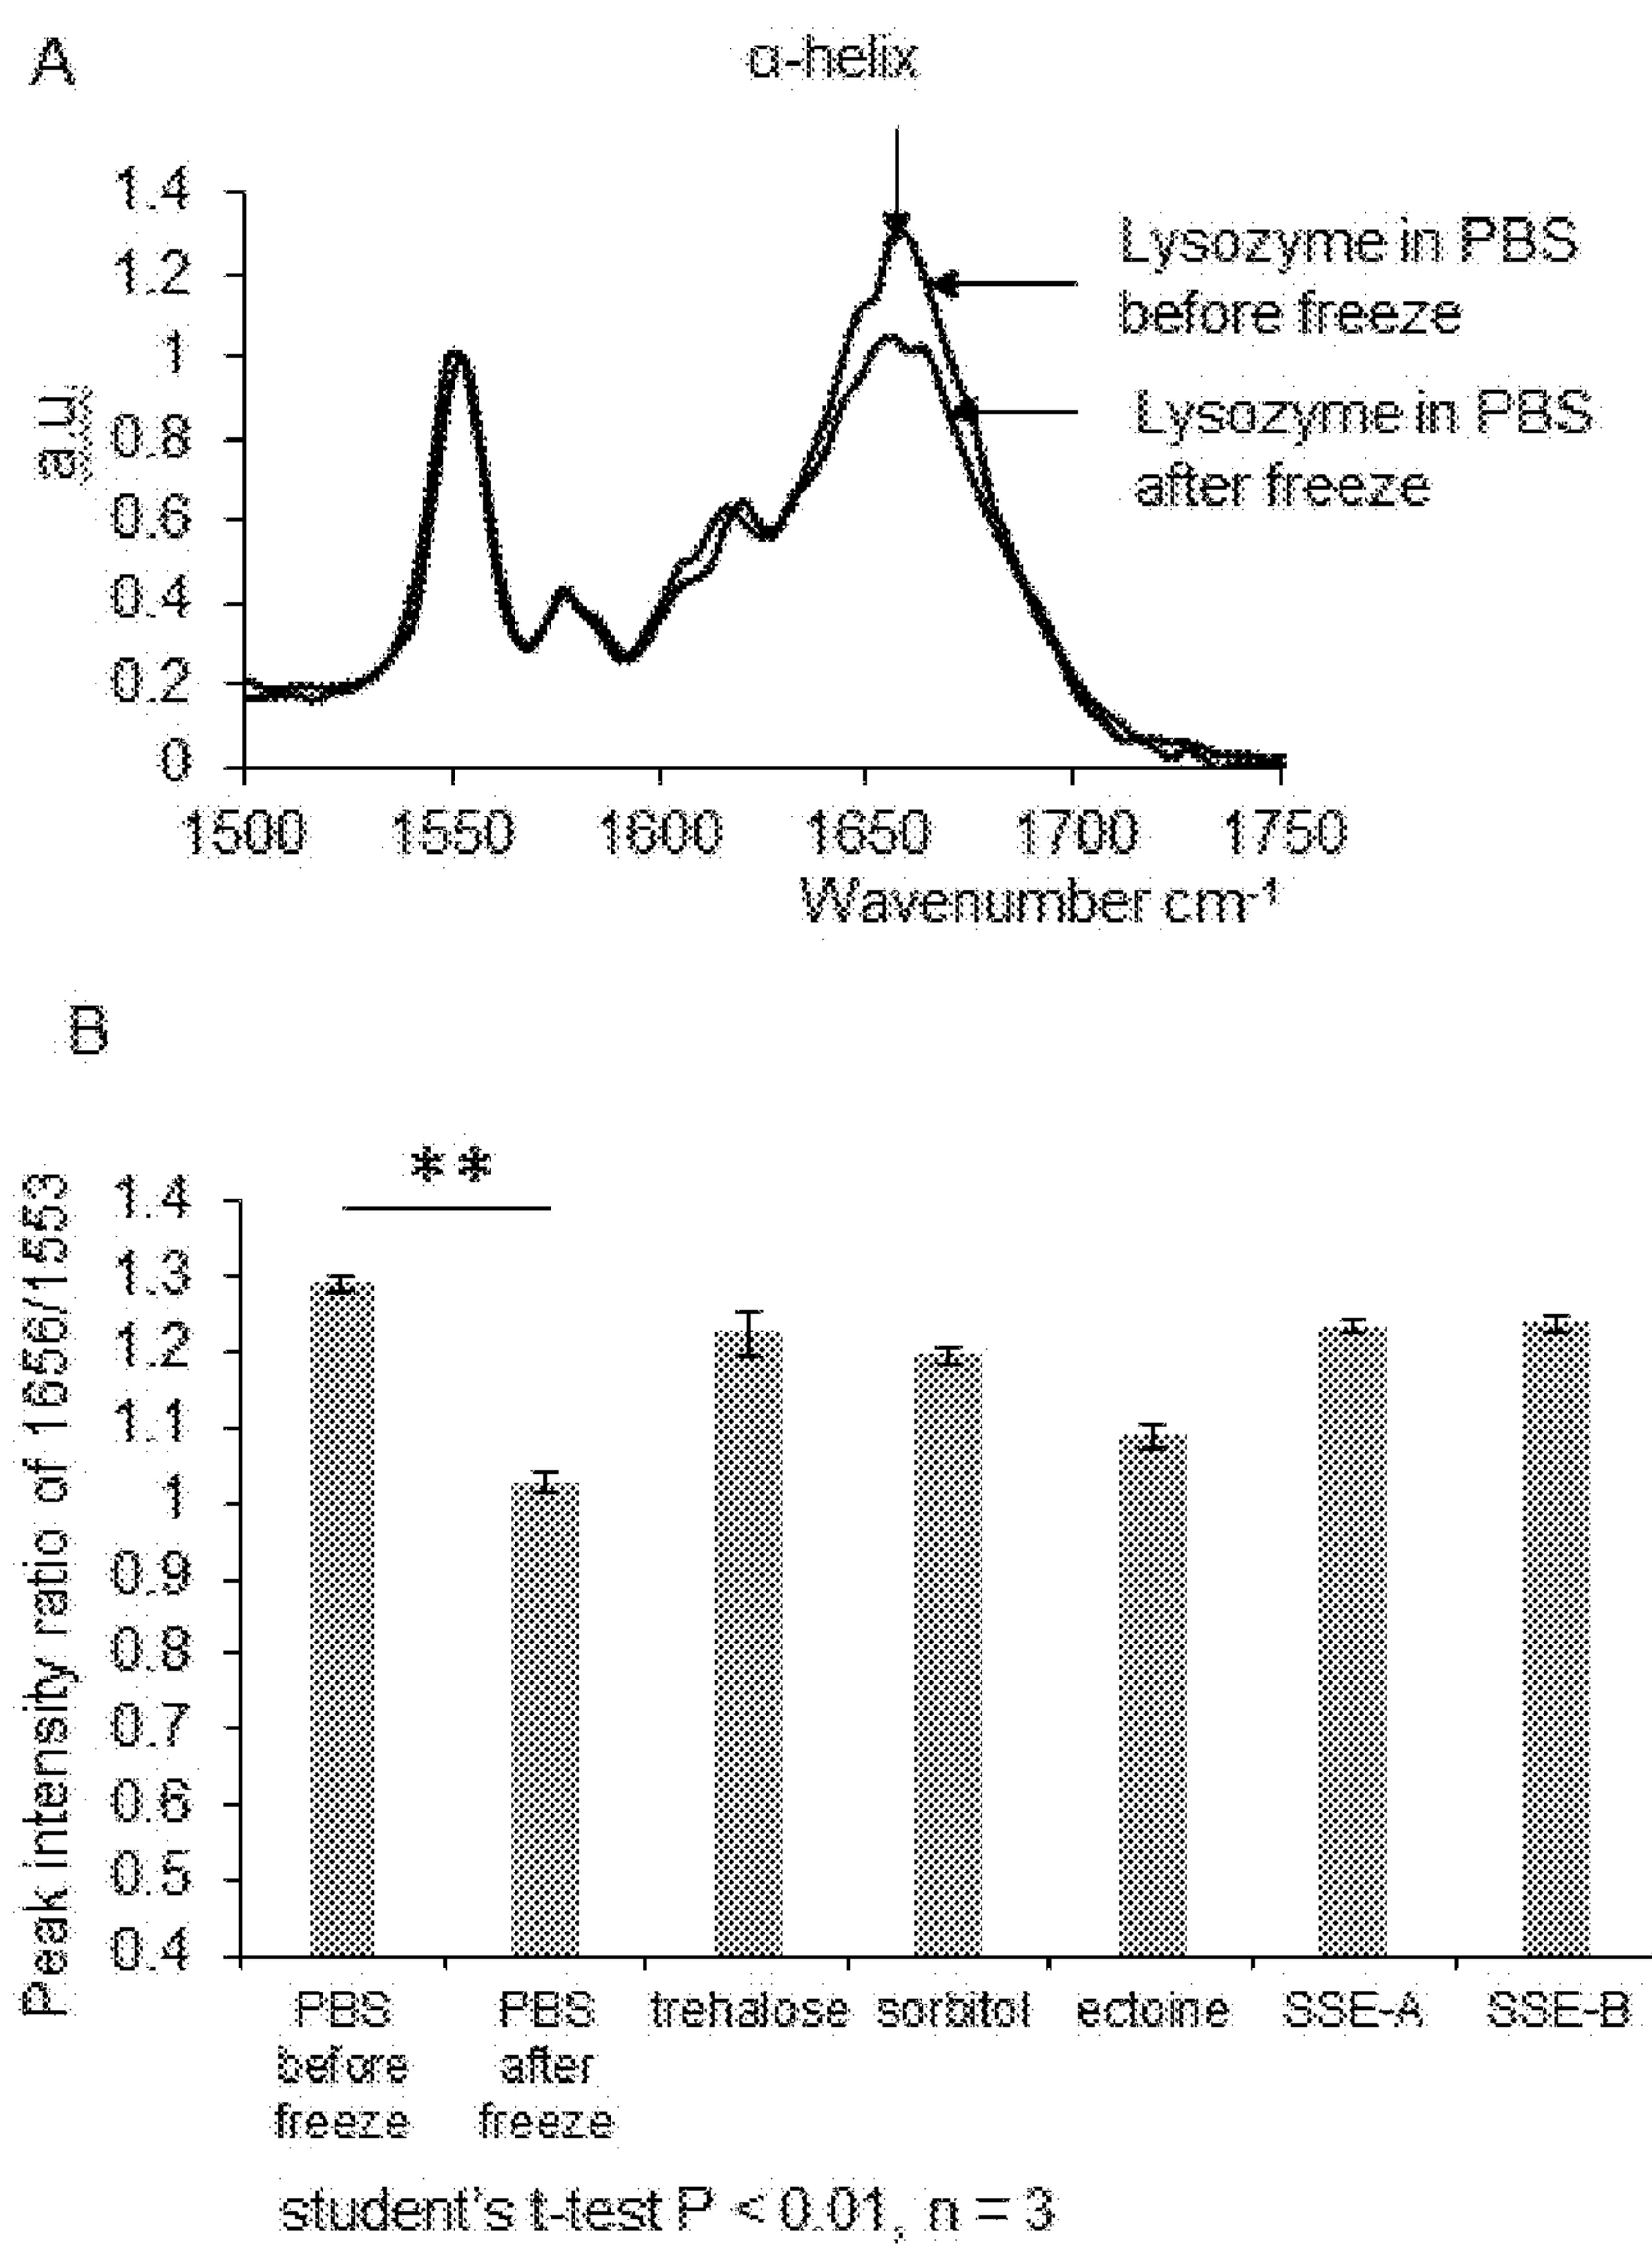 A
α-helix
1.4
1.2
1
0.8
0.6
0.4
0.2
0
a.u
Lysozyme in PBS
before freeze
Lysozyme in PBS
after freeze
1500 1550 1600 1650 1700 1750
Wavenumber cm⁻¹
B
**
Peak intensity ratio of 1656/1553
1.4
1.3
1.2
1.1
1
0.9
0.8
0.7
0.6
0.5
0.4
PBS PBS trehalose sorbitol ectoine SSE-A SSE-B
before after
freeze freeze
student's t-test P < 0.01, n = 3